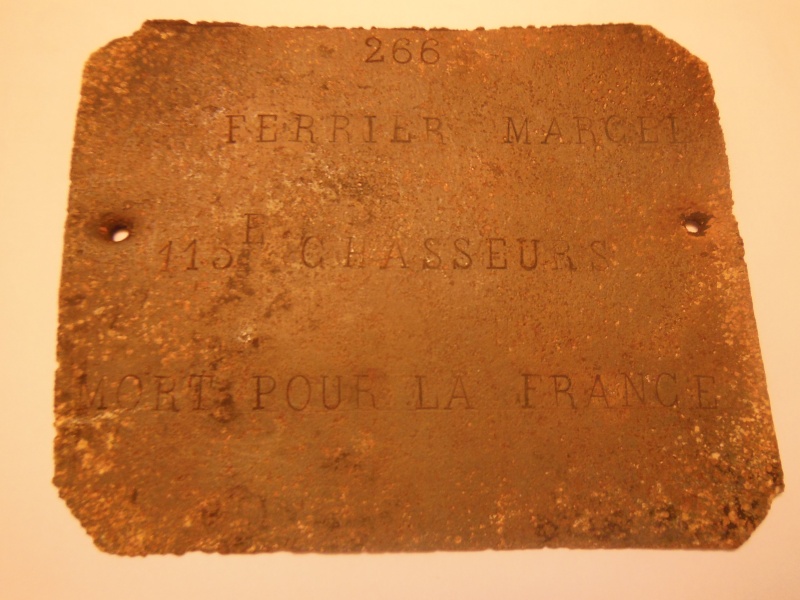 266
FERRIER MARCEL
115E CHASSEURS
MORT POUR LA FRANCE